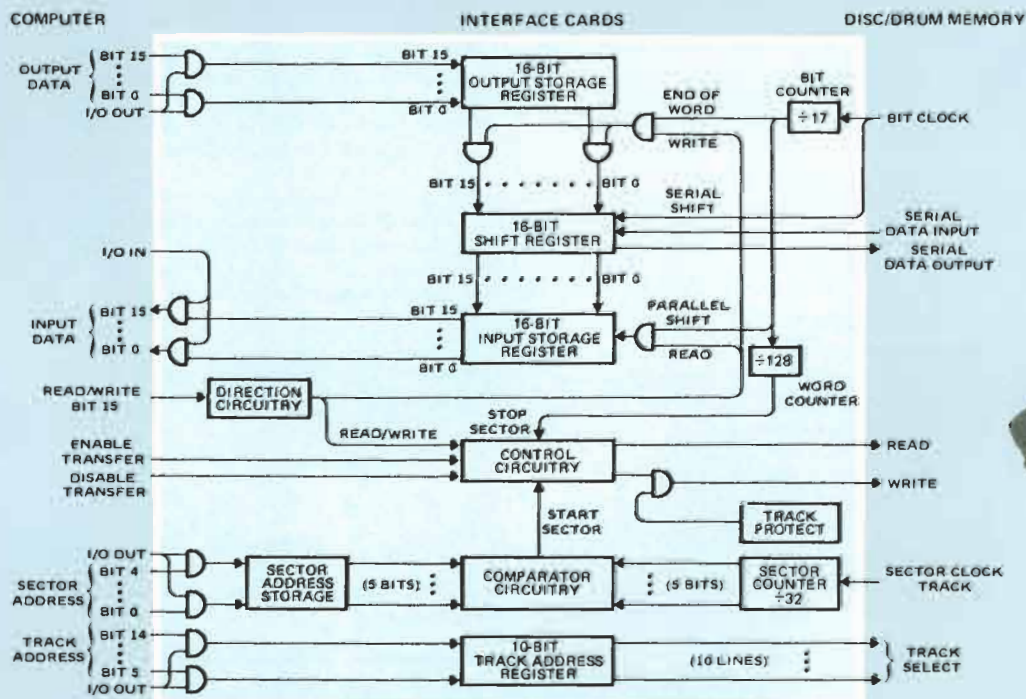 COMPUTER
INTERFACE CARDS
DISC/DRUM MEMORY
OUTPUT
DATA
BIT 15
BIT 0
I/O OUT
BIT 15
BIT 0
16-BIT
OUTPUT STORAGE
REGISTER
END OF
WORD
WRITE
BIT
COUNTER
÷17
BIT CLOCK
BIT 15
BIT 0
SERIAL
SHIFT
16-BIT
SHIFT REGISTER
SERIAL
DATA INPUT
SERIAL
DATA OUTPUT
I/O IN
BIT 15
BIT 0
INPUT
DATA
BIT 15
BIT 0
BIT 15
BIT 0
16-BIT
INPUT STORAGE
REGISTER
PARALLEL
SHIFT
READ
÷128
WORD
COUNTER
READ/WRITE
BIT 15
DIRECTION
CIRCUITRY
READ/WRITE
STOP
SECTOR
CONTROL
CIRCUITRY
READ
ENABLE
TRANSFER
DISABLE
TRANSFER
WRITE
TRACK
PROTECT
START
SECTOR
SECTOR
ADDRESS
I/O OUT
BIT 4
BIT 0
SECTOR
ADDRESS
STORAGE
(5 BITS)
COMPARATOR
CIRCUITRY
(5 BITS)
SECTOR
COUNTER
÷32
SECTOR CLOCK
TRACK
TRACK
ADDRESS
BIT 14
BIT 5
I/O OUT
10-BIT
TRACK ADDRESS
REGISTER
(10 LINES)
TRACK
SELECT